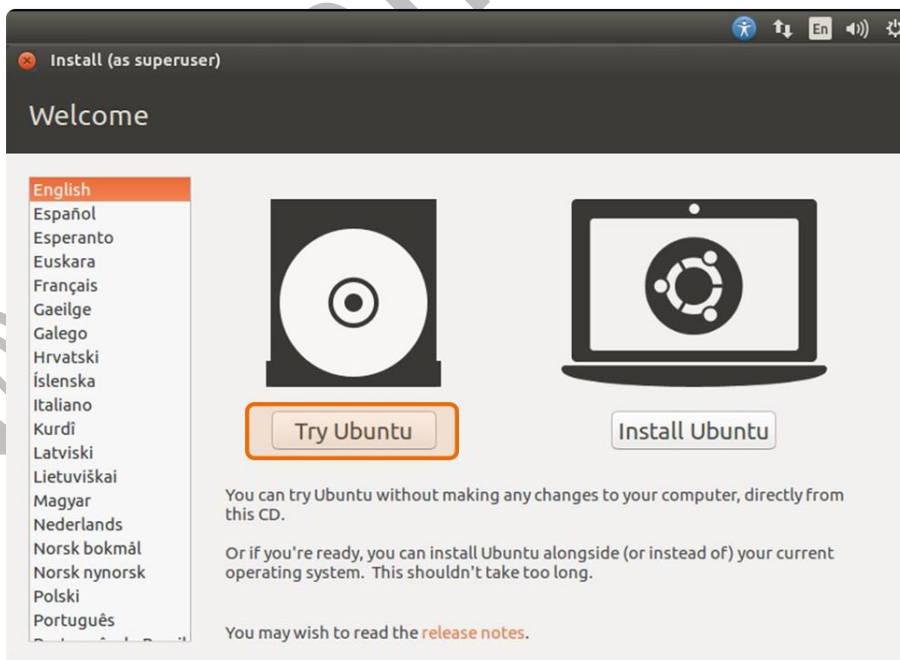 En
Install (as superuser)
Welcome
English
Español
Esperanto
Euskara
Français
Gaeilge
Galego
Hrvatski
Íslenska
Italiano
Kurdî
Latviski
Lietuviškai
Magyar
Nederlands
Norsk bokmål
Norsk nynorsk
Polski
Português
Try Ubuntu
Install Ubuntu
You can try Ubuntu without making any changes to your computer, directly from
this CD.
Or if you're ready, you can install Ubuntu alongside (or instead of) your current
operating system. This shouldn't take too long.
You may wish to read the release notes.